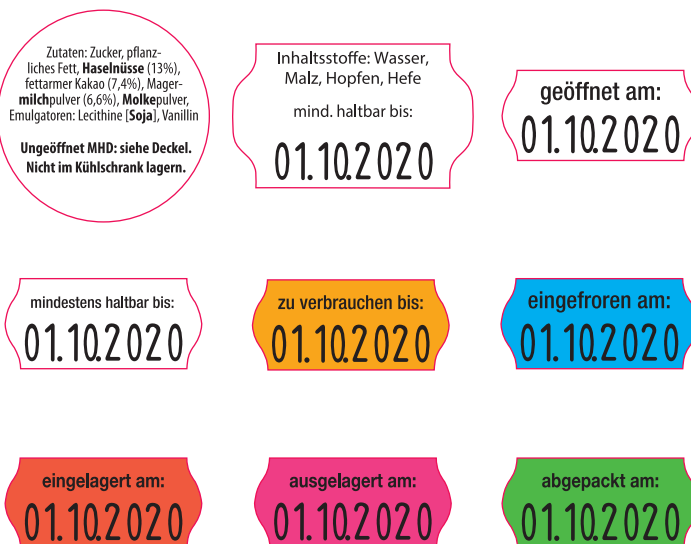 Zutaten: Zucker, pflanz-
liches Fett, Haselnüsse (13%),
fettarmer Kakao (7,4%), Mager-
milchpulver (6,6%), Molkepulver,
Emulgatoren: Lecithine [Soja], Vanillin
Ungeöffnet MHD: siehe Deckel.
Nicht im Kühlschrank lagern.
Inhaltsstoffe: Wasser,
Malz, Hopfen, Hefe
mind. haltbar bis:
01.10.2020
geöffnet am:
01.10.2020
mindestens haltbar bis:
01.10.2020
zu verbrauchen bis:
01.10.2020
eingefroren am:
01.10.2020
eingelagert am:
01.10.2020
ausgelagert am:
01.10.2020
abgepackt am:
01.10.2020